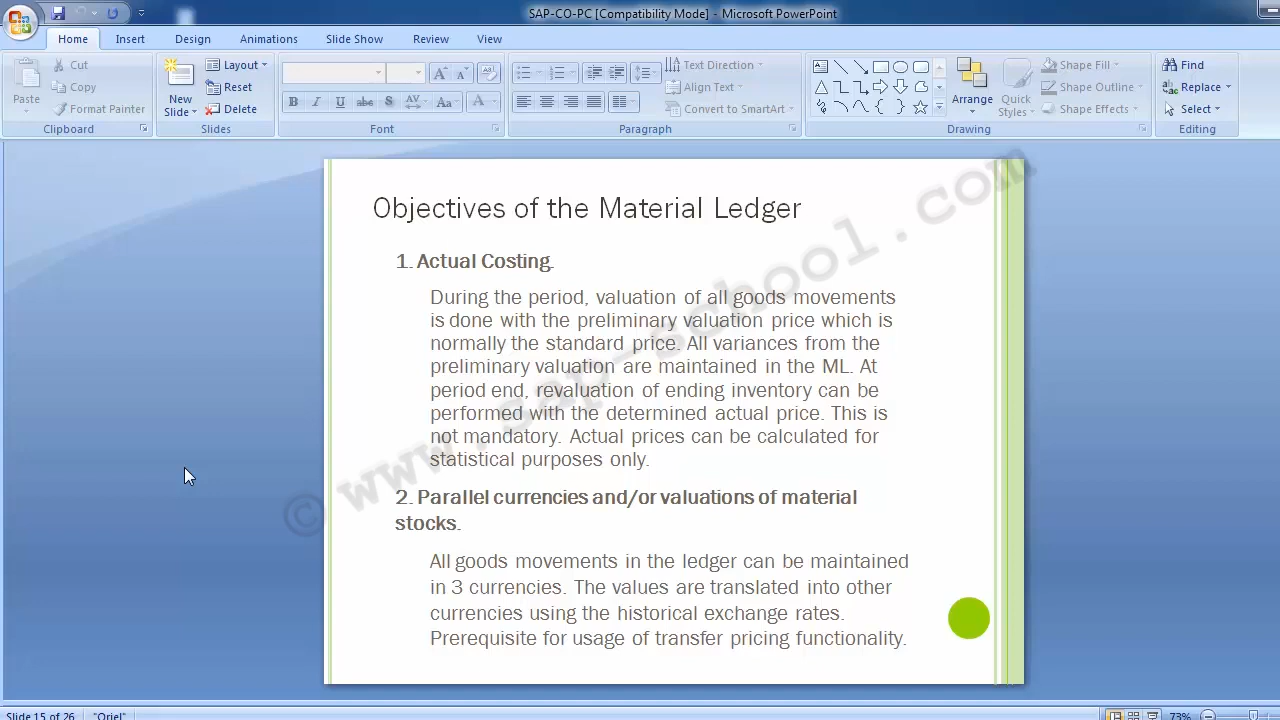 SAP-CO-PC [Compatibility Mode] - Microsoft PowerPoint
Home Insert Design Animations Slide Show Review View
Paste
Cut
Copy
Format Painter
Clipboard
New Slide
Layout
Reset
Delete
Slides
B I U abc S AV Aa A
Font
Text Direction
Align Text
Convert to SmartArt
Paragraph
Arrange
Quick Styles
Shape Fill
Shape Outline
Shape Effects
Drawing
Find
Replace
Select
Editing
Objectives of the Material Ledger
1. Actual Costing.
During the period, valuation of all goods movements
is done with the preliminary valuation price which is
normally the standard price. All variances from the
preliminary valuation are maintained in the ML. At
period end, revaluation of ending inventory can be
performed with the determined actual price. This is
not mandatory. Actual prices can be calculated for
statistical purposes only.
2. Parallel currencies and/or valuations of material
stocks.
All goods movements in the ledger can be maintained
in 3 currencies. The values are translated into other
currencies using the historical exchange rates.
Prerequisite for usage of transfer pricing functionality.
© www.sap-school.com
Slide 15 of 26 "Oriel" 73%